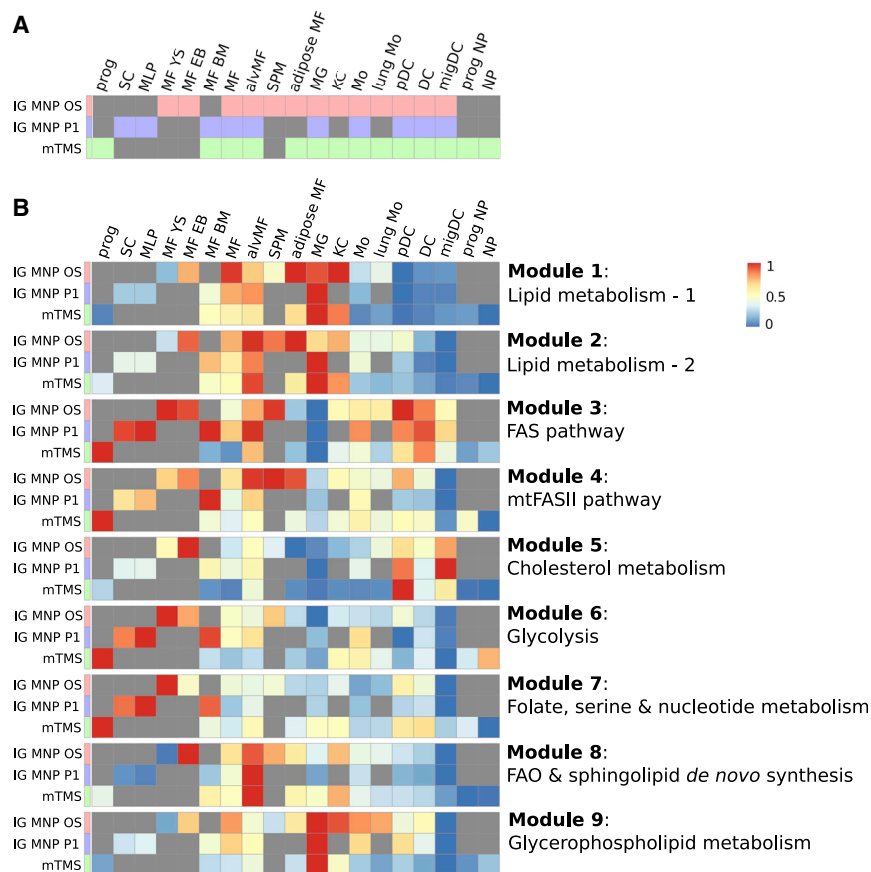 A
prog SC MLP MF YS MF EB MF BM MF alvMF SPM adipose MF MG KC Mo lung Mo pDC DC migDC prog NP NP
IG MNP OS
IG MNP P1
mTMS
B
prog SC MLP MF YS MF EB MF BM MF alvMF SPM adipose MF MG KC Mo lung Mo pDC DC migDC prog NP NP
IG MNP OS
IG MNP P1
mTMS
Module 1:
Lipid metabolism - 1
1
0.5
0
IG MNP OS
IG MNP P1
mTMS
Module 2:
Lipid metabolism - 2
IG MNP OS
IG MNP P1
mTMS
Module 3:
FAS pathway
IG MNP OS
IG MNP P1
mTMS
Module 4:
mtFASII pathway
IG MNP OS
IG MNP P1
mTMS
Module 5:
Cholesterol metabolism
IG MNP OS
IG MNP P1
mTMS
Module 6:
Glycolysis
IG MNP OS
IG MNP P1
mTMS
Module 7:
Folate, serine & nucleotide metabolism
IG MNP OS
IG MNP P1
mTMS
Module 8:
FAO & sphingolipid de novo synthesis
IG MNP OS
IG MNP P1
mTMS
Module 9:
Glycerophospholipid metabolism